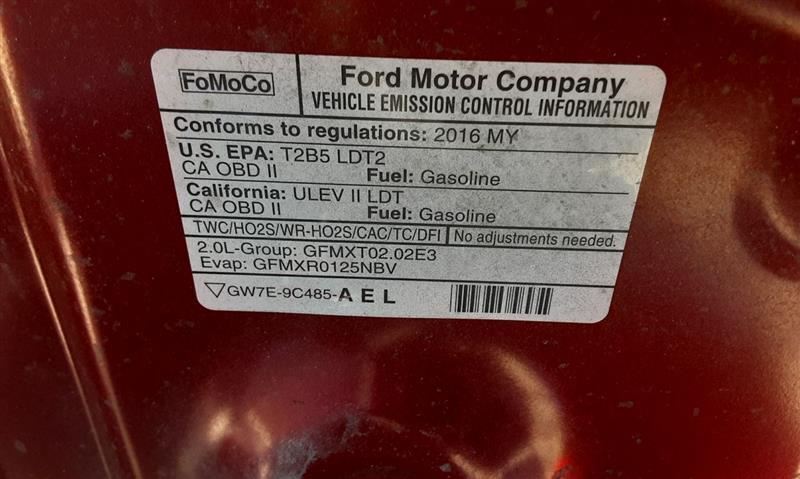 FoMoCo
Ford Motor Company
VEHICLE EMISSION CONTROL INFORMATION
Conforms to regulations: 2016 MY
U.S. EPA: T2B5 LDT2
CA OBD II Fuel: Gasoline
California: ULEV II LDT
CA OBD II Fuel: Gasoline
TWC/HO2S/WR-HO2S/CAC/TC/DFI No adjustments needed.
2.0L-Group: GFMXT02.02E3
Evap: GFMXR0125NBV
GW7E-9C485-A E L